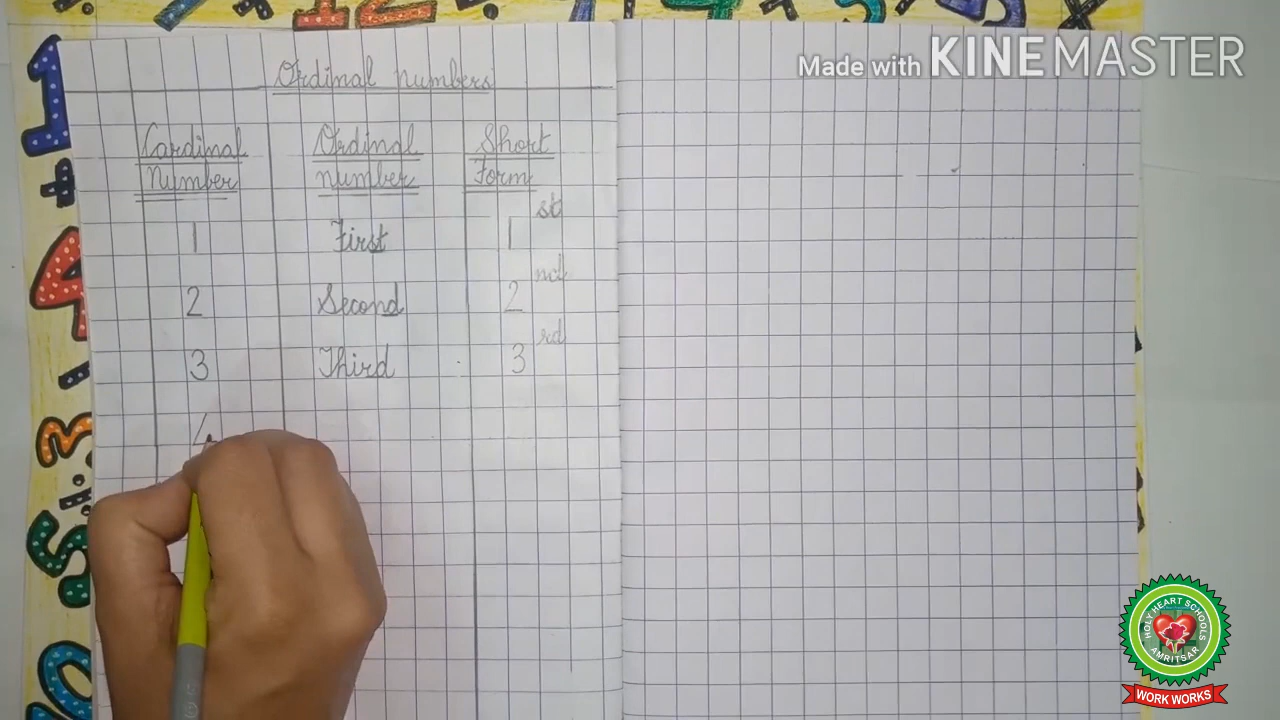 Made with KINEMASTER
Ordinal numbers
Cardinal Number
Ordinal number
Short Form
1 First 1st
2 Second 2nd
3 Third 3rd
4
HOLY HEART SCHOOLS
AMRITSAR
WORK WORKS